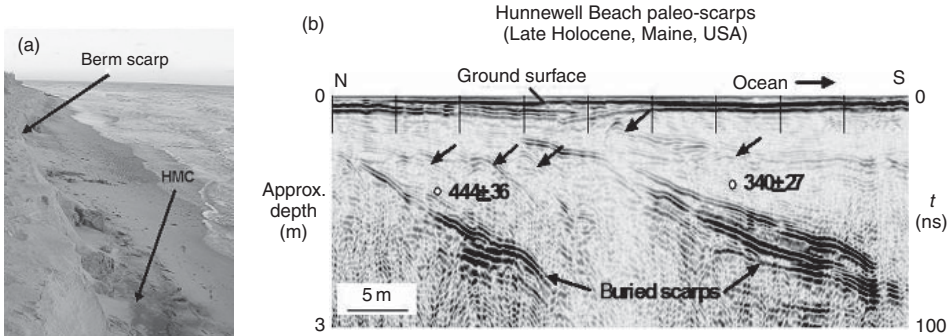 (a)
Berm scarp
HMC
(b)
Hunnewell Beach paleo-scarps
(Late Holocene, Maine, USA)
N
Ground surface
Ocean
S
0
0
444±36
340±27
Approx.
depth
(m)
t
(ns)
Buried scarps
5 m
3
100